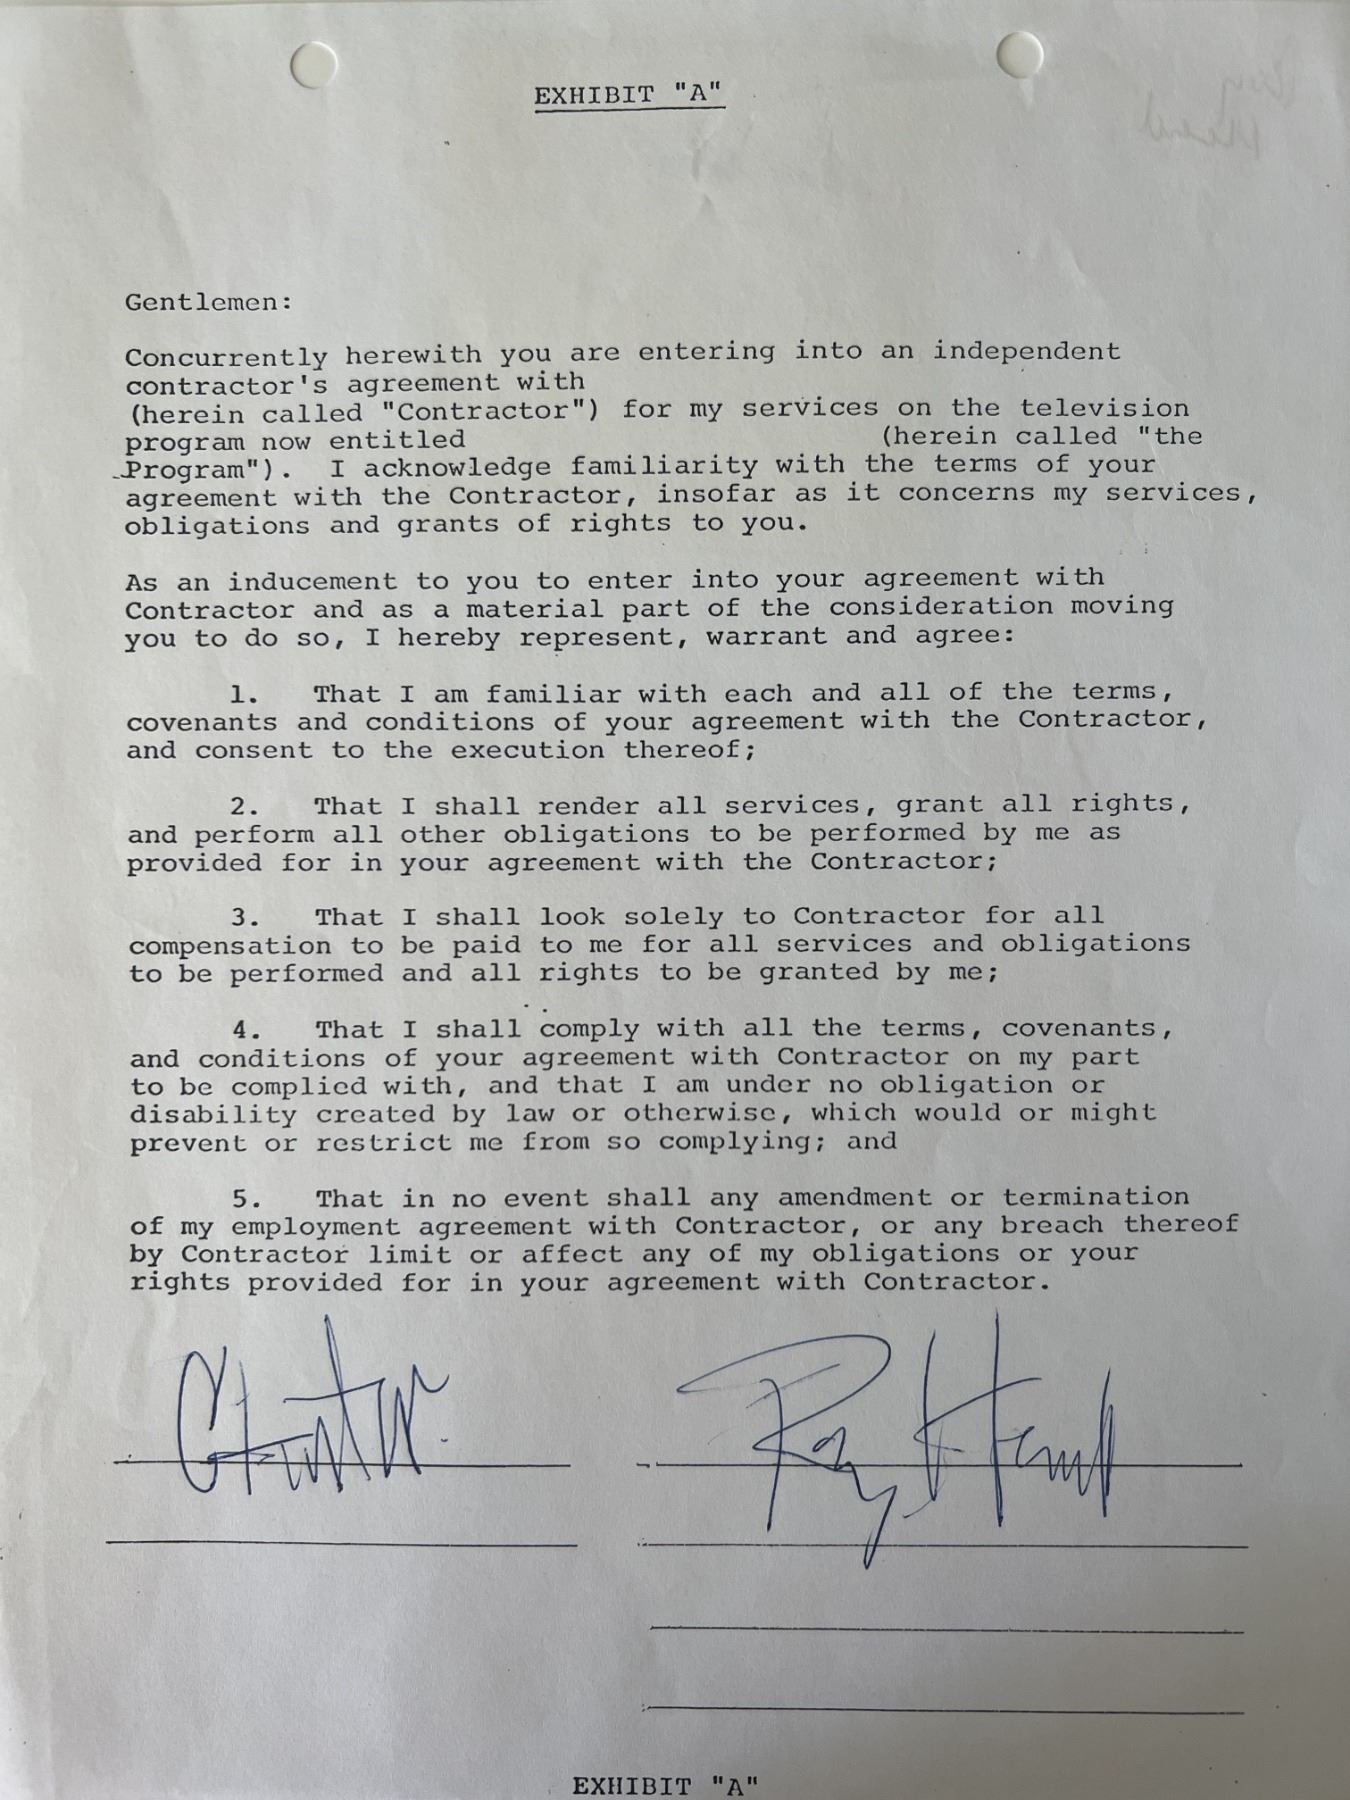 EXHIBIT "A"
Gentlemen:
Concurrently herewith you are entering into an independent
contractor's agreement with
(herein called "Contractor") for my services on the television
program now entitled (herein called "the
Program"). I acknowledge familiarity with the terms of your
agreement with the Contractor, insofar as it concerns my services,
obligations and grants of rights to you.
As an inducement to you to enter into your agreement with
Contractor and as a material part of the consideration moving
you to do so, I hereby represent, warrant and agree:
1. That I am familiar with each and all of the terms,
covenants and conditions of your agreement with the Contractor,
and consent to the execution thereof;
2. That I shall render all services, grant all rights,
and perform all other obligations to be performed by me as
provided for in your agreement with the Contractor;
3. That I shall look solely to Contractor for all
compensation to be paid to me for all services and obligations
to be performed and all rights to be granted by me;
4. That I shall comply with all the terms, covenants,
and conditions of your agreement with Contractor on my part
to be complied with, and that I am under no obligation or
disability created by law or otherwise, which would or might
prevent or restrict me from so complying; and
5. That in no event shall any amendment or termination
of my employment agreement with Contractor, or any breach thereof
by Contractor limit or affect any of my obligations or your
rights provided for in your agreement with Contractor.
Ray
EXHIBIT "A"